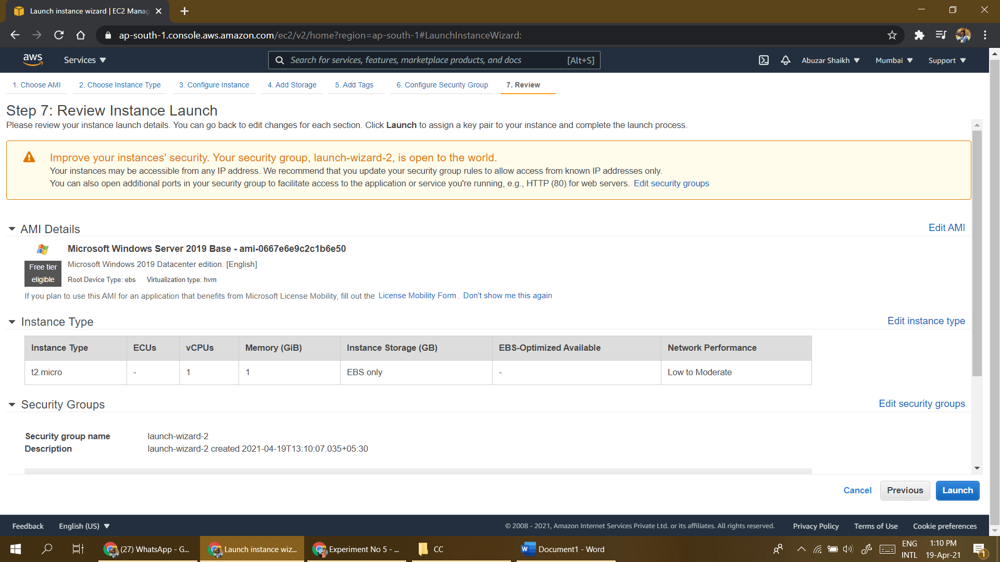 Launch instance wizard | EC2 Manag
ap-south-1.console.aws.amazon.com/ec2/v2/home?region=ap-south-1#LaunchInstanceWizard:
aws Services Search for services, features, marketplace products, and docs [Alt+S] Abuzar Shaikh Mumbai Support
1. Choose AMI 2. Choose Instance Type 3. Configure Instance 4. Add Storage 5. Add Tags 6. Configure Security Group 7. Review
Step 7: Review Instance Launch
Please review your instance launch details. You can go back to edit changes for each section. Click Launch to assign a key pair to your instance and complete the launch process.
Improve your instances' security. Your security group, launch-wizard-2, is open to the world.
Your instances may be accessible from any IP address. We recommend that you update your security group rules to allow access from known IP addresses only.
You can also open additional ports in your security group to facilitate access to the application or service you're running, e.g., HTTP (80) for web servers. Edit security groups
AMI Details Edit AMI
Microsoft Windows Server 2019 Base - ami-0667e6e9c2c1b6e50
Free tier eligible
Microsoft Windows 2019 Datacenter edition. [English]
Root Device Type: ebs Virtualization type: hvm
If you plan to use this AMI for an application that benefits from Microsoft License Mobility, fill out the License Mobility Form . Don't show me this again
Instance Type Edit instance type
Instance Type ECUs vCPUs Memory (GiB) Instance Storage (GB) EBS-Optimized Available Network Performance
t2.micro - 1 1 EBS only - Low to Moderate
Security Groups Edit security groups
Security group name launch-wizard-2
Description launch-wizard-2 created 2021-04-19T13:10:07.035+05:30
Cancel Previous Launch
Feedback English (US) © 2008 - 2021, Amazon Internet Services Private Ltd. or its affiliates. All rights reserved. Privacy Policy Terms of Use Cookie preferences
(27) WhatsApp - G... Launch instance wiz... Experiment No 5 - ... CC Document1 - Word
ENG INTL
1:10 PM
19-Apr-21
1